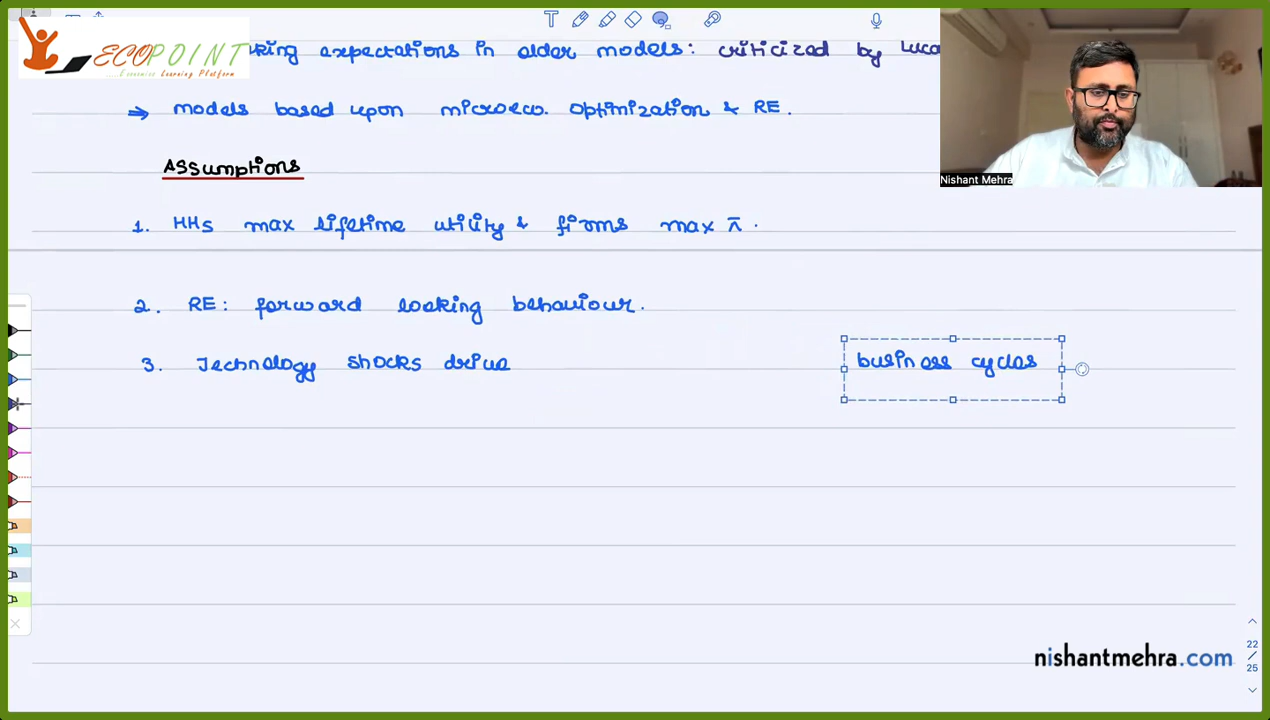 ECOPOINT
....Economics Learning Platform
king expectations in older models: criticized by Luca
→ models based upon microeco. optimization & RE.
Assumptions
1. HHs max lifetime utility & firms max π.
2. RE: forward looking behaviour.
3. Technology shocks drive business cycles
Nishant Mehra
nishantmehra.com
22
/
25